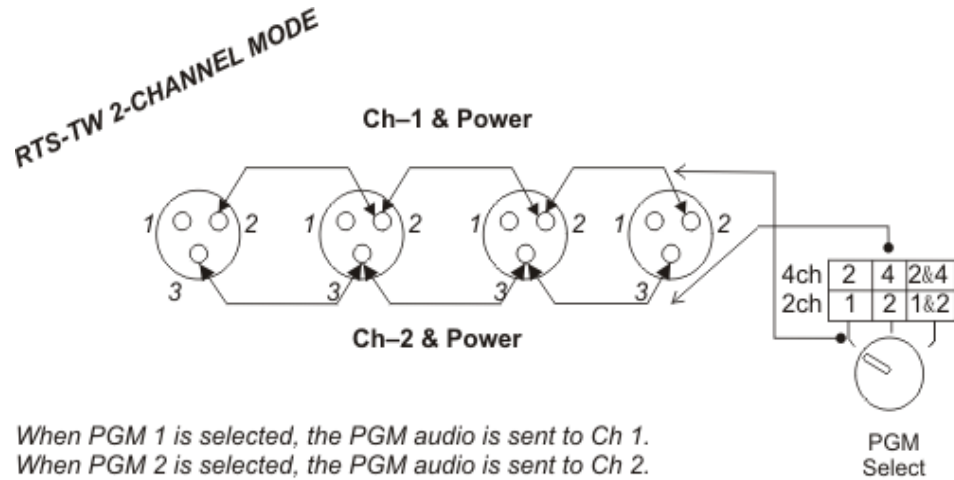 RTS-TW 2-CHANNEL MODE
Ch–1 & Power
1 2 1 2 1 2 1 2
3 3 3 3
Ch–2 & Power
4ch 2 4 2&4
2ch 1 2 1&2
PGM
Select
When PGM 1 is selected, the PGM audio is sent to Ch 1.
When PGM 2 is selected, the PGM audio is sent to Ch 2.